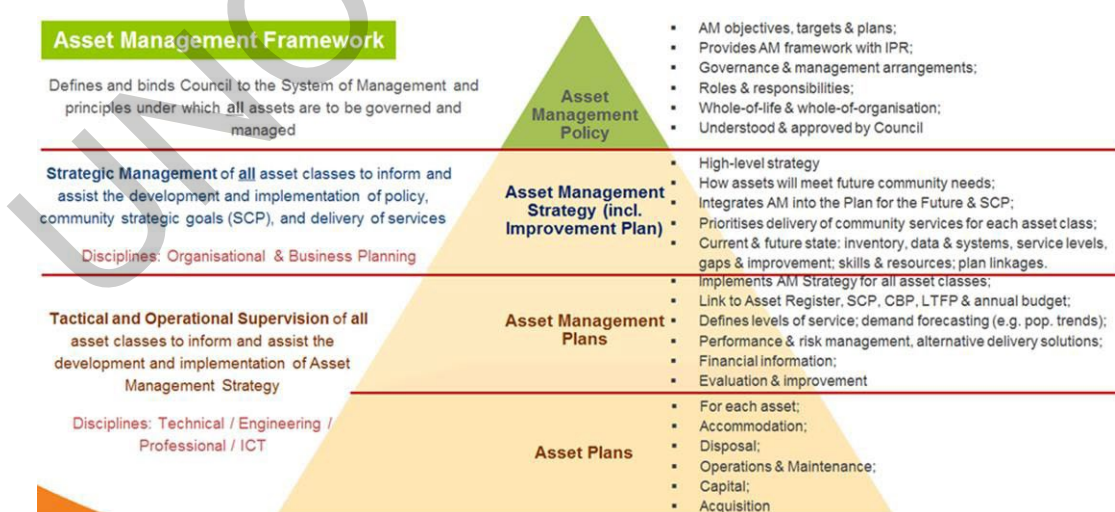 Asset Management Framework
Defines and binds Council to the System of Management and
principles under which all assets are to be governed and
managed
Asset
Management
Policy
▪ AM objectives, targets & plans;
▪ Provides AM framework with IPR;
▪ Governance & management arrangements;
▪ Roles & responsibilities;
▪ Whole-of-life & whole-of-organisation;
▪ Understood & approved by Council
Strategic Management of all asset classes to inform and
assist the development and implementation of policy,
community strategic goals (SCP), and delivery of services
Disciplines: Organisational & Business Planning
Asset Management
Strategy (incl.
Improvement Plan)
▪ High-level strategy
▪ How assets will meet future community needs;
▪ Integrates AM into the Plan for the Future & SCP;
▪ Prioritises delivery of community services for each asset class;
▪ Current & future state: inventory, data & systems, service levels,
gaps & improvement; skills & resources; plan linkages.
Tactical and Operational Supervision of all
asset classes to inform and assist the
development and implementation of Asset
Management Strategy
Disciplines: Technical / Engineering /
Professional / ICT
Asset Management
Plans
▪ Implements AM Strategy for all asset classes;
▪ Link to Asset Register, SCP, CBP, LTFP & annual budget;
▪ Defines levels of service; demand forecasting (e.g. pop. trends);
▪ Performance & risk management, alternative delivery solutions;
▪ Financial information;
▪ Evaluation & improvement
Asset Plans
▪ For each asset;
▪ Accommodation;
▪ Disposal;
▪ Operations & Maintenance;
▪ Capital;
▪ Acquisition
UNC